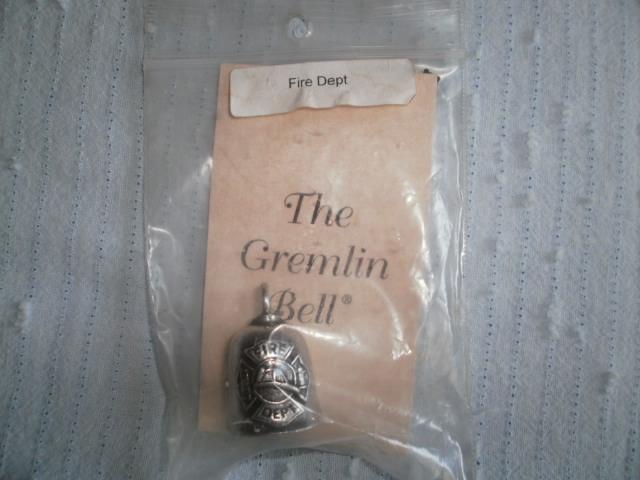 Fire Dept
The
Gremlin
Bell®
FIRE
DEPT